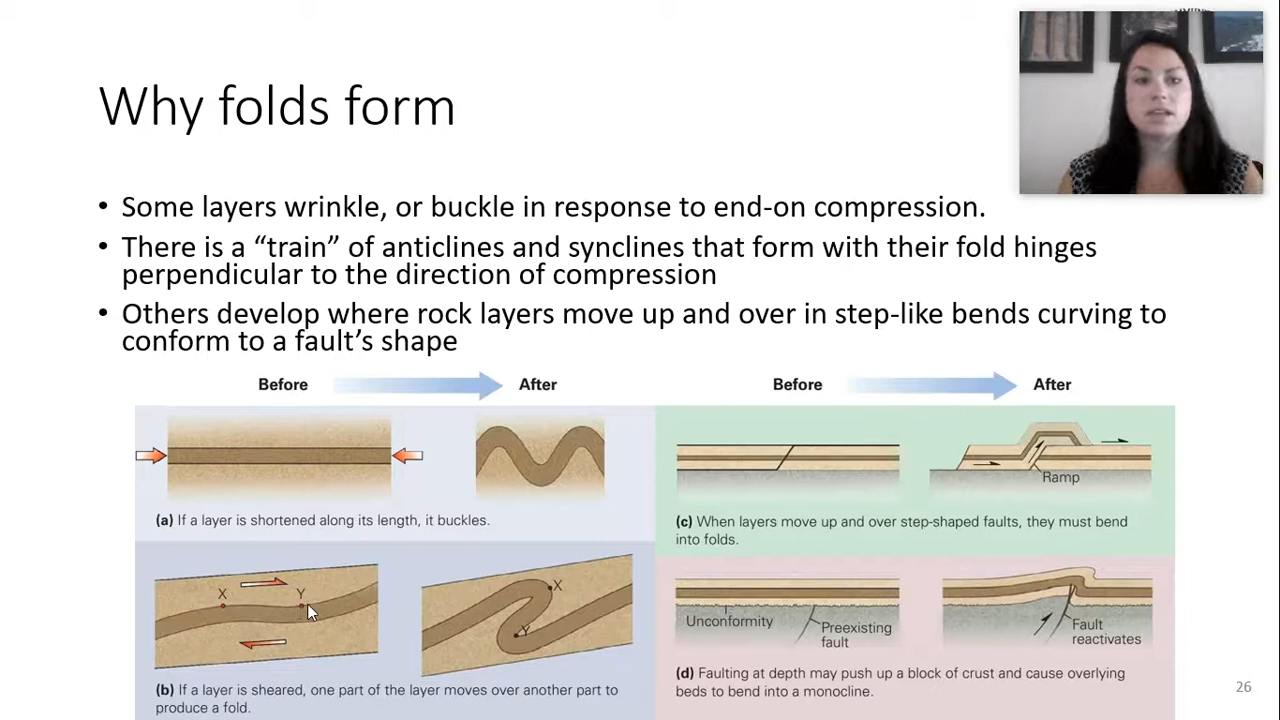 Why folds form
• Some layers wrinkle, or buckle in response to end-on compression.
• There is a “train” of anticlines and synclines that form with their fold hinges
perpendicular to the direction of compression
• Others develop where rock layers move up and over in step-like bends curving to
conform to a fault’s shape
Before
After
Before
After
(a) If a layer is shortened along its length, it buckles.
X
Y
X
Y
(b) If a layer is sheared, one part of the layer moves over another part to
produce a fold.
Ramp
(c) When layers move up and over step-shaped faults, they must bend
into folds.
Unconformity
Preexisting
fault
Fault
reactivates
(d) Faulting at depth may push up a block of crust and cause overlying
beds to bend into a monocline.
26